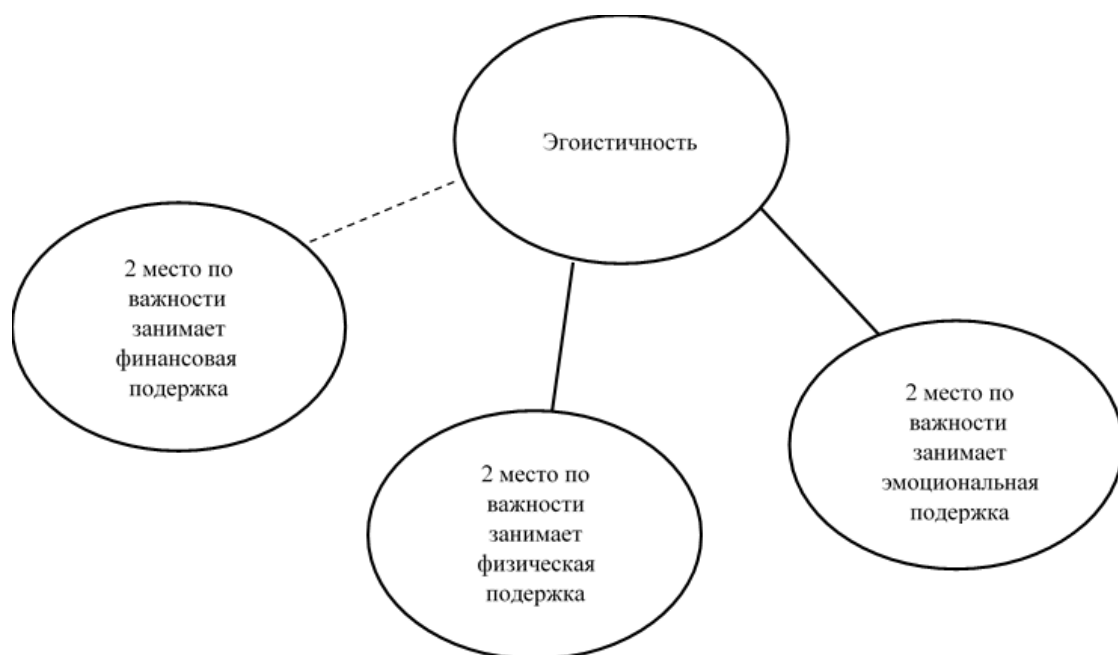 Эгоистичность
2 место по
важности
занимает
финансовая
подержка
2 место по
важности
занимает
физическая
подержка
2 место по
важности
занимает
эмоциональная
подержка